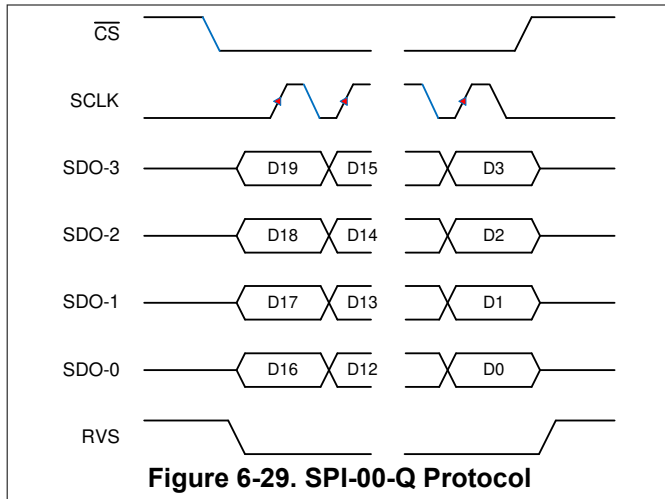 CS
SCLK
SDO-3 D19 D15 D3
SDO-2 D18 D14 D2
SDO-1 D17 D13 D1
SDO-0 D16 D12 D0
RVS
Figure 6-29. SPI-00-Q Protocol